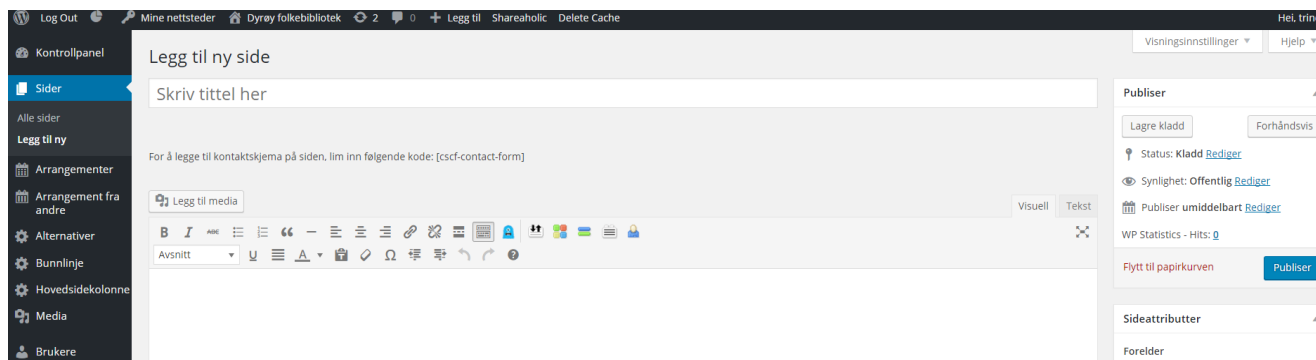 Log Out Mine nettsteder Dyrøy folkebibliotek 2 0 Legg til Shareaholic Delete Cache Hei,
Kontrollpanel
Sider
Alle sider
Legg til ny
Arrangementer
Arrangement fra
andre
Alternativer
Bunnlinje
Hovedsidekolonne
Media
Brukere
Visningsinnstillinger Hjelp
Legg til ny side
Skriv tittel her
For å legge til kontaktskjema på siden, lim inn følgende kode: [cscf-contact-form]
Legg til media
Visuell Tekst
B I ABC
Avsnitt U A Ω
Publiser
Lagre kladd Forhåndsvis
Status: Kladd Rediger
Synlighet: Offentlig Rediger
Publiser umiddelbart Rediger
WP Statistics - Hits: 0
Flytt til papirkurven Publiser
Sideattributter
Forelder